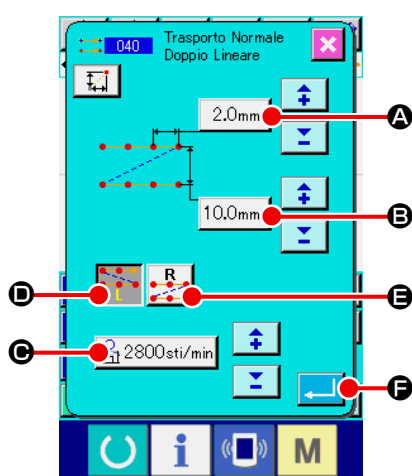 040
Trasporto Normale
Doppio Lineare
2.0mm
A
10.0mm
B
D
L
R
E
C
2800sti/min
F
i
M